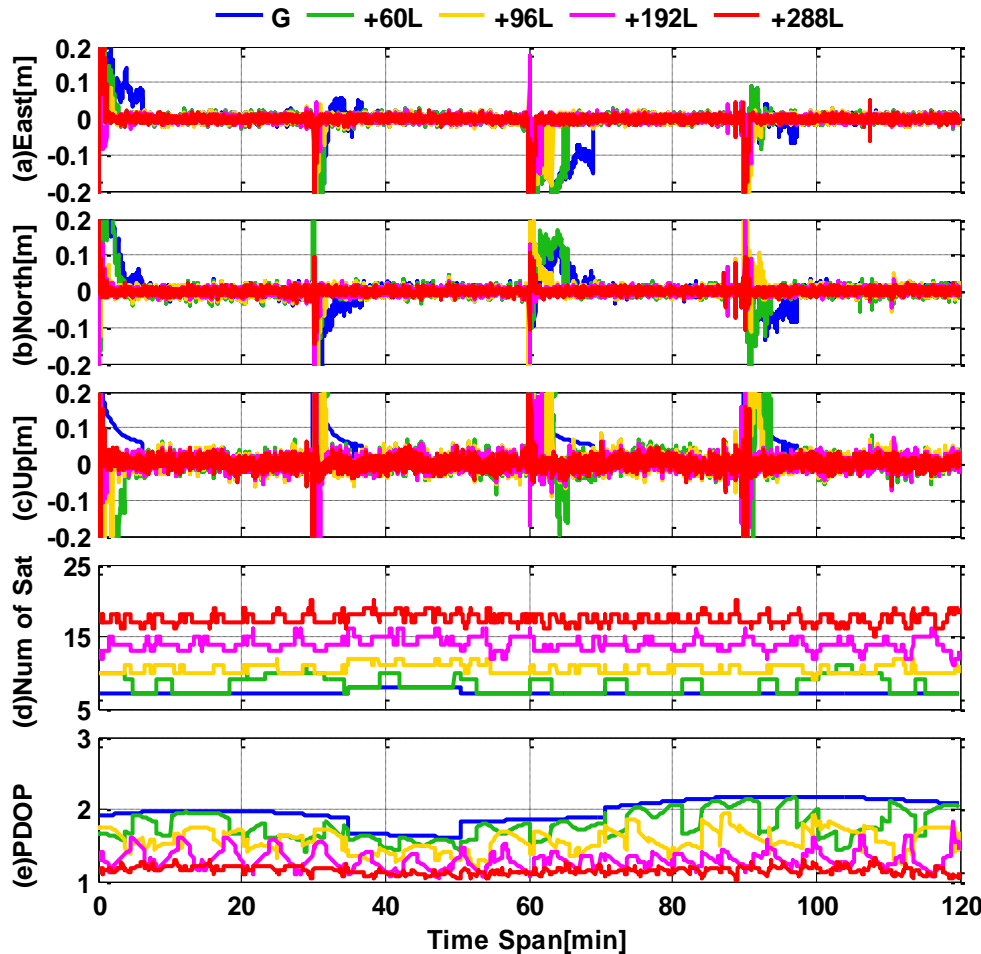 G +60L +96L +192L +288L
(a)East[m]
0.2
0.1
0
-0.1
-0.2
(b)North[m]
0.2
0.1
0
-0.1
-0.2
(c)Up[m]
0.2
0.1
0
-0.1
-0.2
(d)Num of Sat
25
15
5
(e)PDOP
3
2
1
0 20 40 60 80 100 120
Time Span[min]